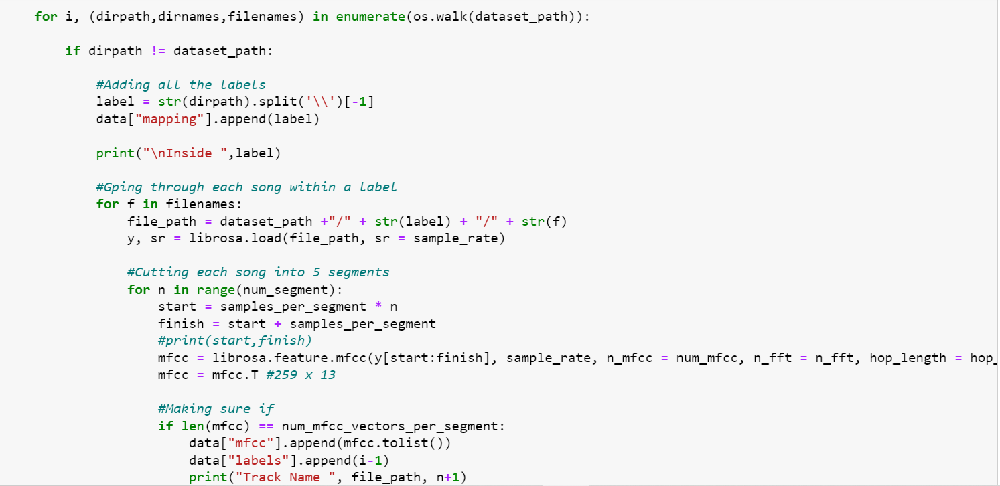 for i, (dirpath,dirnames,filenames) in enumerate(os.walk(dataset_path)):
if dirpath != dataset_path:
#Adding all the labels
label = str(dirpath).split('\\')[-1]
data["mapping"].append(label)
print("\nInside ",label)
#Gping through each song within a label
for f in filenames:
file_path = dataset_path +"/" + str(label) + "/" + str(f)
y, sr = librosa.load(file_path, sr = sample_rate)
#Cutting each song into 5 segments
for n in range(num_segment):
start = samples_per_segment * n
finish = start + samples_per_segment
#print(start,finish)
mfcc = librosa.feature.mfcc(y[start:finish], sample_rate, n_mfcc = num_mfcc, n_fft = n_fft, hop_length = hop_
mfcc = mfcc.T #259 x 13
#Making sure if
if len(mfcc) == num_mfcc_vectors_per_segment:
data["mfcc"].append(mfcc.tolist())
data["labels"].append(i-1)
print("Track Name ", file_path, n+1)